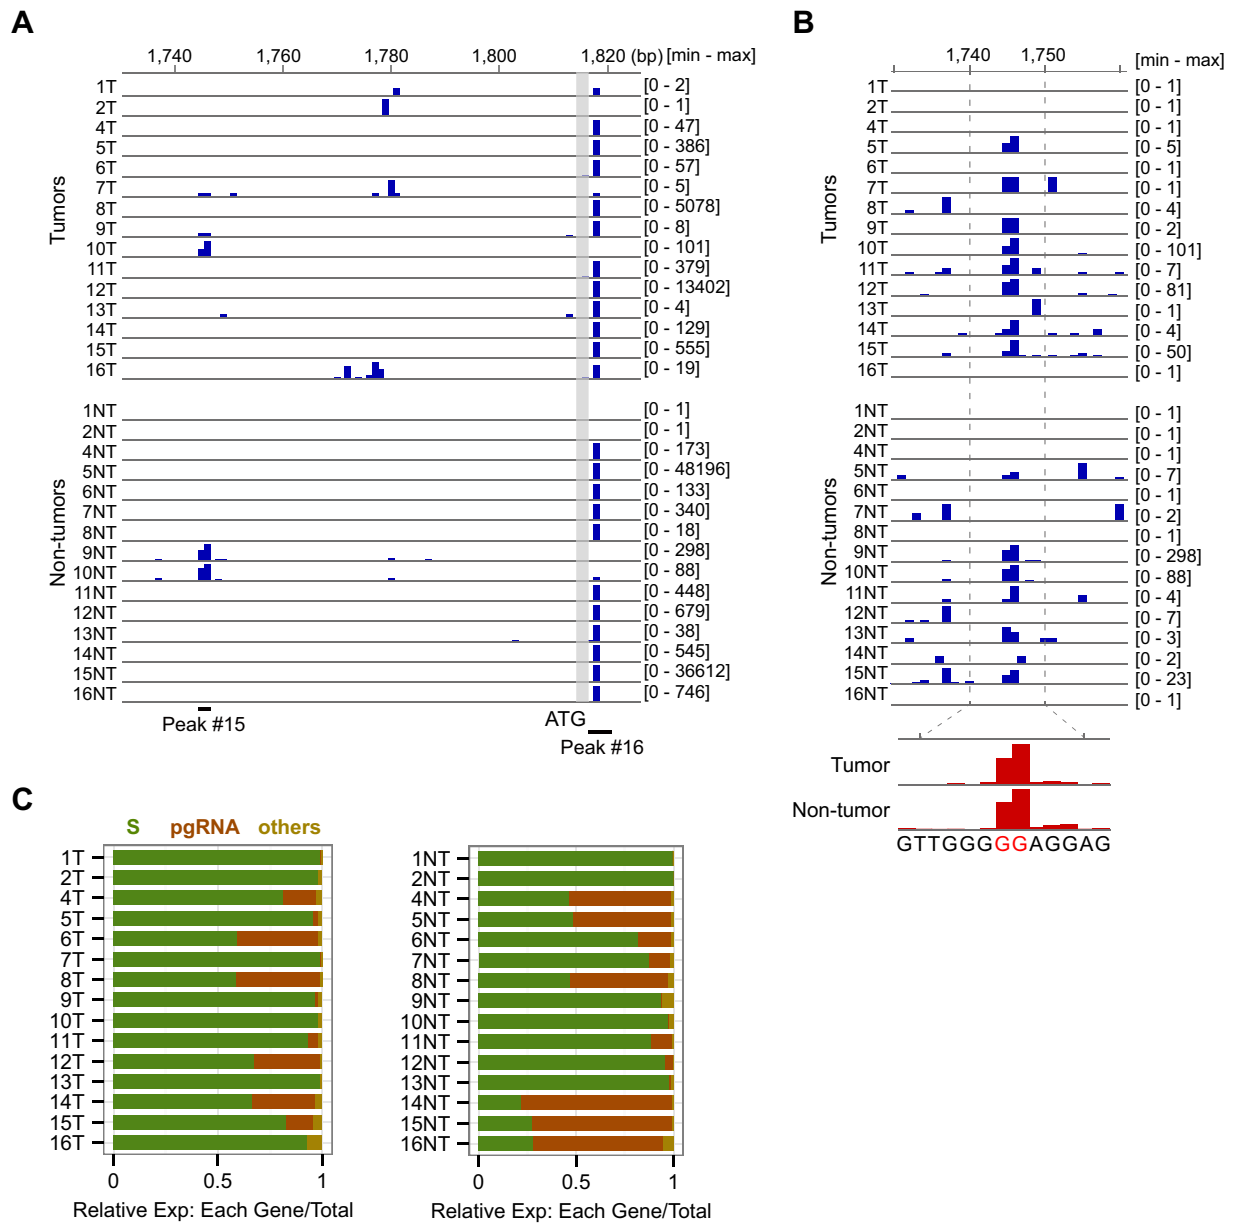 A
1,740 1,760 1,780 1,800 1,820 (bp) [min - max]
Tumors
1T [0 - 2]
2T [0 - 1]
4T [0 - 47]
5T [0 - 386]
6T [0 - 57]
7T [0 - 5]
8T [0 - 5078]
9T [0 - 8]
10T [0 - 101]
11T [0 - 379]
12T [0 - 13402]
13T [0 - 4]
14T [0 - 129]
15T [0 - 555]
16T [0 - 19]
Non-tumors
1NT [0 - 1]
2NT [0 - 1]
4NT [0 - 173]
5NT [0 - 48196]
6NT [0 - 133]
7NT [0 - 340]
8NT [0 - 18]
9NT [0 - 298]
10NT [0 - 88]
11NT [0 - 448]
12NT [0 - 679]
13NT [0 - 38]
14NT [0 - 545]
15NT [0 - 36612]
16NT [0 - 746]
Peak #15
ATG
Peak #16
B
1,740 1,750 [min - max]
Tumors
1T [0 - 1]
2T [0 - 1]
4T [0 - 1]
5T [0 - 5]
6T [0 - 1]
7T [0 - 1]
8T [0 - 4]
9T [0 - 2]
10T [0 - 101]
11T [0 - 7]
12T [0 - 81]
13T [0 - 1]
14T [0 - 4]
15T [0 - 50]
16T [0 - 1]
Non-tumors
1NT [0 - 1]
2NT [0 - 1]
4NT [0 - 1]
5NT [0 - 7]
6NT [0 - 1]
7NT [0 - 2]
8NT [0 - 1]
9NT [0 - 298]
10NT [0 - 88]
11NT [0 - 4]
12NT [0 - 7]
13NT [0 - 3]
14NT [0 - 2]
15NT [0 - 23]
16NT [0 - 1]
Tumor
Non-tumor
GTTGGGGGAGGAG
C
S pgRNA others
1T
2T
4T
5T
6T
7T
8T
9T
10T
11T
12T
13T
14T
15T
16T
0 0.5 1
Relative Exp: Each Gene/Total
1NT
2NT
4NT
5NT
6NT
7NT
8NT
9NT
10NT
11NT
12NT
13NT
14NT
15NT
16NT
0 0.5 1
Relative Exp: Each Gene/Total